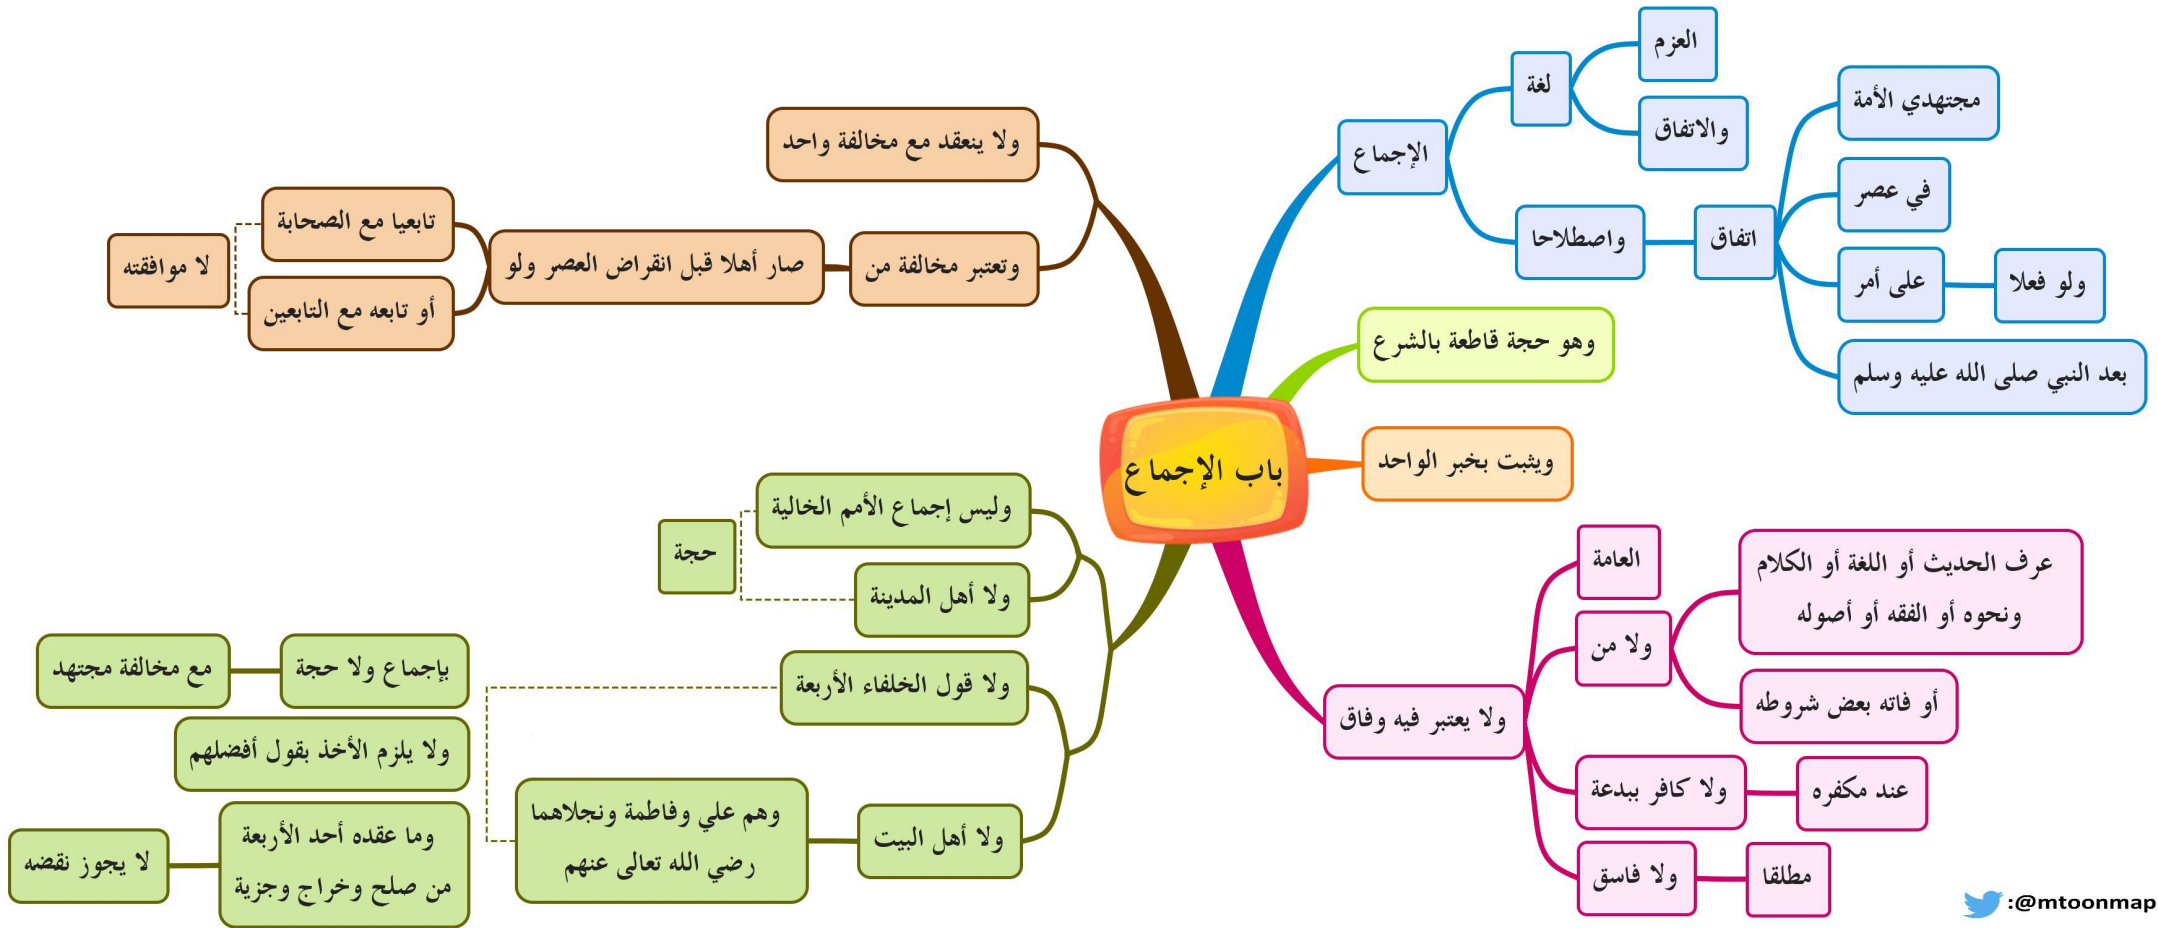 باب الإجماع
الإجماع
لغة
العزم
والاتفاق
واصطلاحا
اتفاق
مجتهدي الأمة
في عصر
على أمر
ولو فعلا
بعد النبي صلى الله عليه وسلم
وهو حجة قاطعة بالشرع
ويثبت بخبر الواحد
ولا يعتبر فيه وفاق
العامة
ولا من
عرف الحديث أو اللغة أو الكلام
ونحوه أو الفقه أو أصوله
أو فاته بعض شروطه
ولا كافر ببدعة
عند مكفره
ولا فاسق
مطلقا
ولا ينعقد مع مخالفة واحد
وتعتبر مخالفة من
صار أهلا قبل انقراض العصر ولو
تابعيا مع الصحابة
أو تابعه مع التابعين
لا موافقته
وليس إجماع الأمم الخالية
ولا أهل المدينة
حجة
ولا قول الخلفاء الأربعة
ولا أهل البيت
وهم علي وفاطمة ونجلاهما
رضي الله تعالى عنهم
بإجماع ولا حجة
مع مخالفة مجتهد
ولا يلزم الأخذ بقول أفضلهم
وما عقده أحد الأربعة
من صلح وخراج وجزية
لا يجوز نقضه
:@mtoonmap